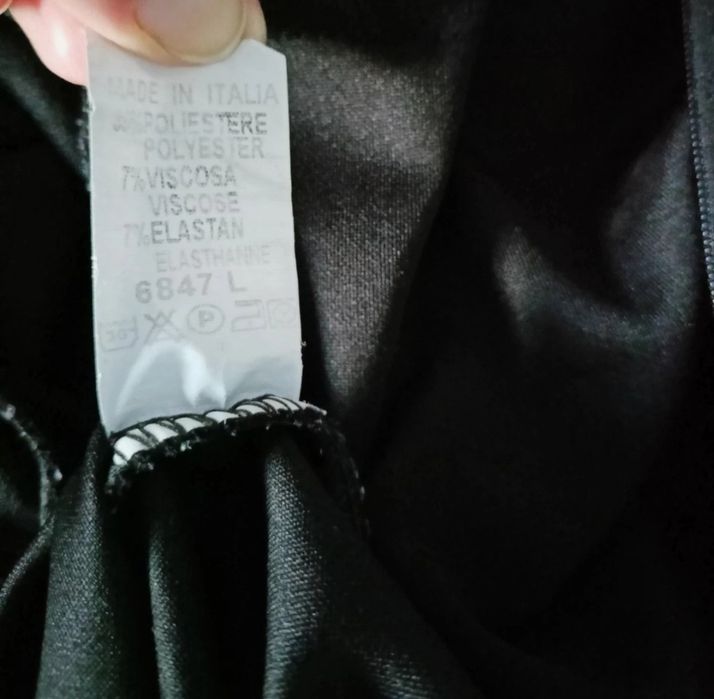 MADE IN ITALIA
POLIESTERE
POLYESTER
7%VISCOSA
VISCOSE
7%ELASTAN
ELASTHANNE
6847 L
P